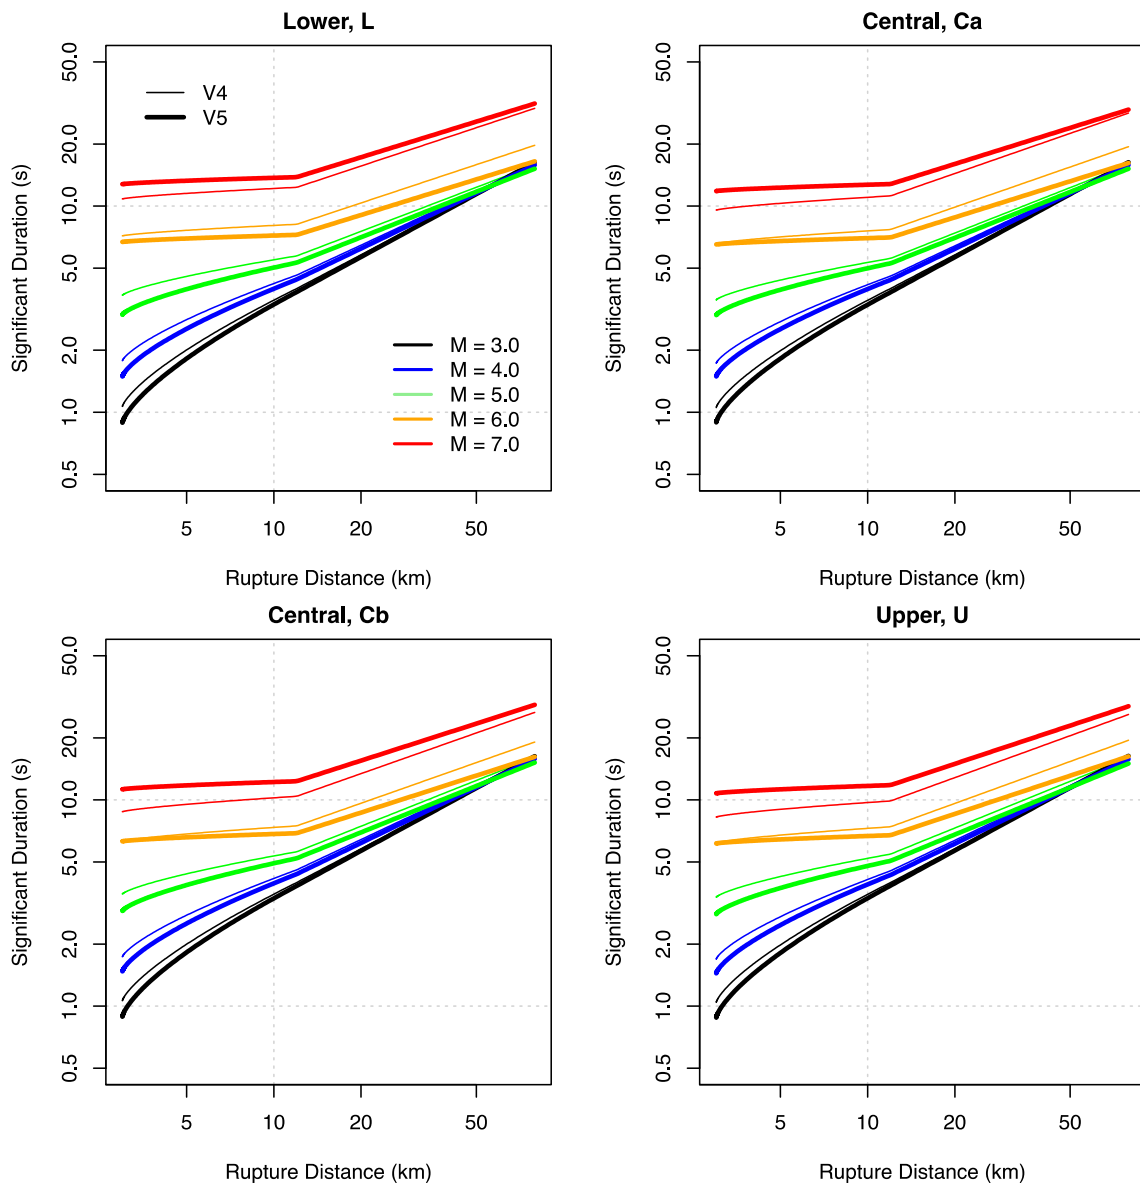 Lower, L
Significant Duration (s)
50.0
20.0
10.0
5.0
2.0
1.0
0.5
V4
V5
M = 3.0
M = 4.0
M = 5.0
M = 6.0
M = 7.0
5 10 20 50
Rupture Distance (km)
Central, Ca
Significant Duration (s)
50.0
20.0
10.0
5.0
2.0
1.0
0.5
5 10 20 50
Rupture Distance (km)
Central, Cb
Significant Duration (s)
50.0
20.0
10.0
5.0
2.0
1.0
0.5
5 10 20 50
Rupture Distance (km)
Upper, U
Significant Duration (s)
50.0
20.0
10.0
5.0
2.0
1.0
0.5
5 10 20 50
Rupture Distance (km)